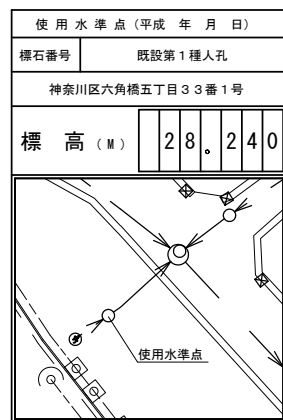 使用水準点(平成 年 月 日)
標石番号 既設第1種人孔
神奈川区六角橋五丁目33番1号
標高(M) 28.240
使用水準点